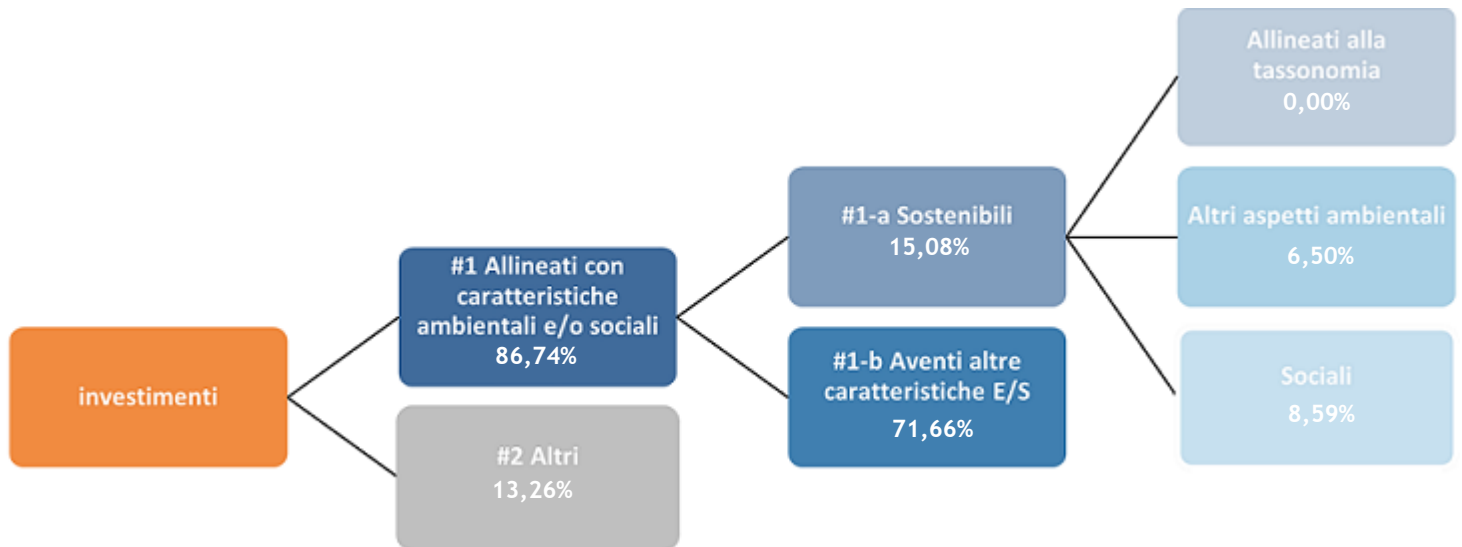 investimenti
#1 Allineati con
caratteristiche
ambientali e/o sociali
86,74%
#2 Altri
13,26%
#1-a Sostenibili
15,08%
#1-b Aventi altre
caratteristiche E/S
71,66%
Allineati alla
tassonomia
0,00%
Altri aspetti ambientali
6,50%
Sociali
8,59%